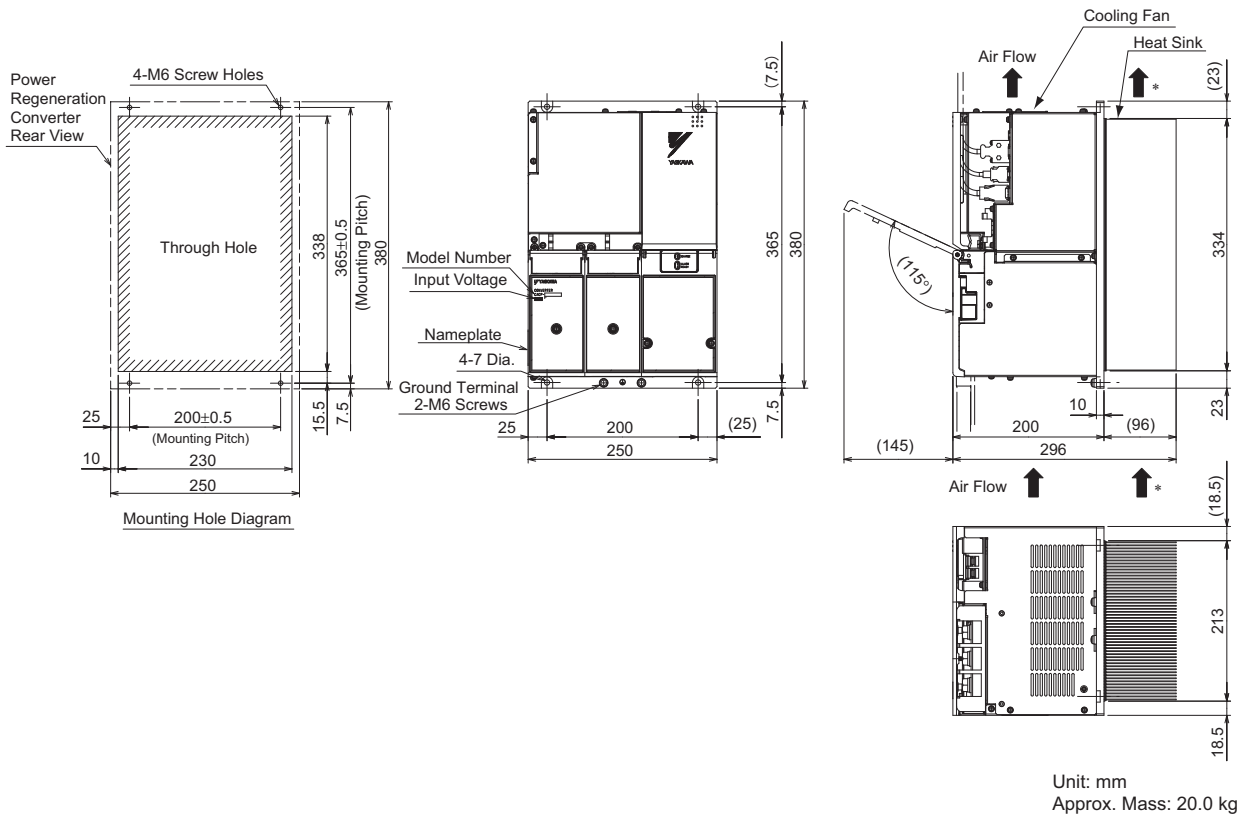 Power
Regeneration
Converter
Rear View
4-M6 Screw Holes
Through Hole
338
365±0.5
(Mounting Pitch)
380
25
200±0.5
(Mounting Pitch)
15.5
7.5
10
230
250
Mounting Hole Diagram
(7.5)
YASKAWA
Model Number
Input Voltage
YASKAWA
CONVERTER
Nameplate
4-7 Dia.
Ground Terminal
2-M6 Screws
365
380
7.5
25
200
(25)
250
Cooling Fan
Heat Sink
Air Flow
*
(23)
(115°)
334
10
23
200
(96)
(145)
296
Air Flow
*
(18.5)
213
18.5
Unit: mm
Approx. Mass: 20.0 kg